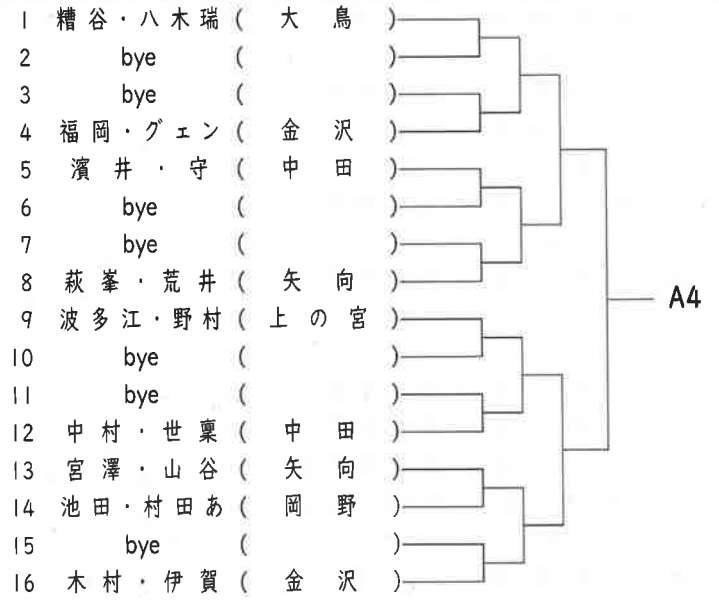 1 糟谷・八木瑞 ( 大鳥 )
2 bye ( )
3 bye ( )
4 福岡・グェン ( 金沢 )
5 濱井・守 ( 中田 )
6 bye ( )
7 bye ( )
8 萩峯・荒井 ( 矢向 )
9 波多江・野村 ( 上の宮 )
10 bye ( )
11 bye ( )
12 中村・世稟 ( 中田 )
13 宮澤・山谷 ( 矢向 )
14 池田・村田あ ( 岡野 )
15 bye ( )
16 木村・伊賀 ( 金沢 )
A4